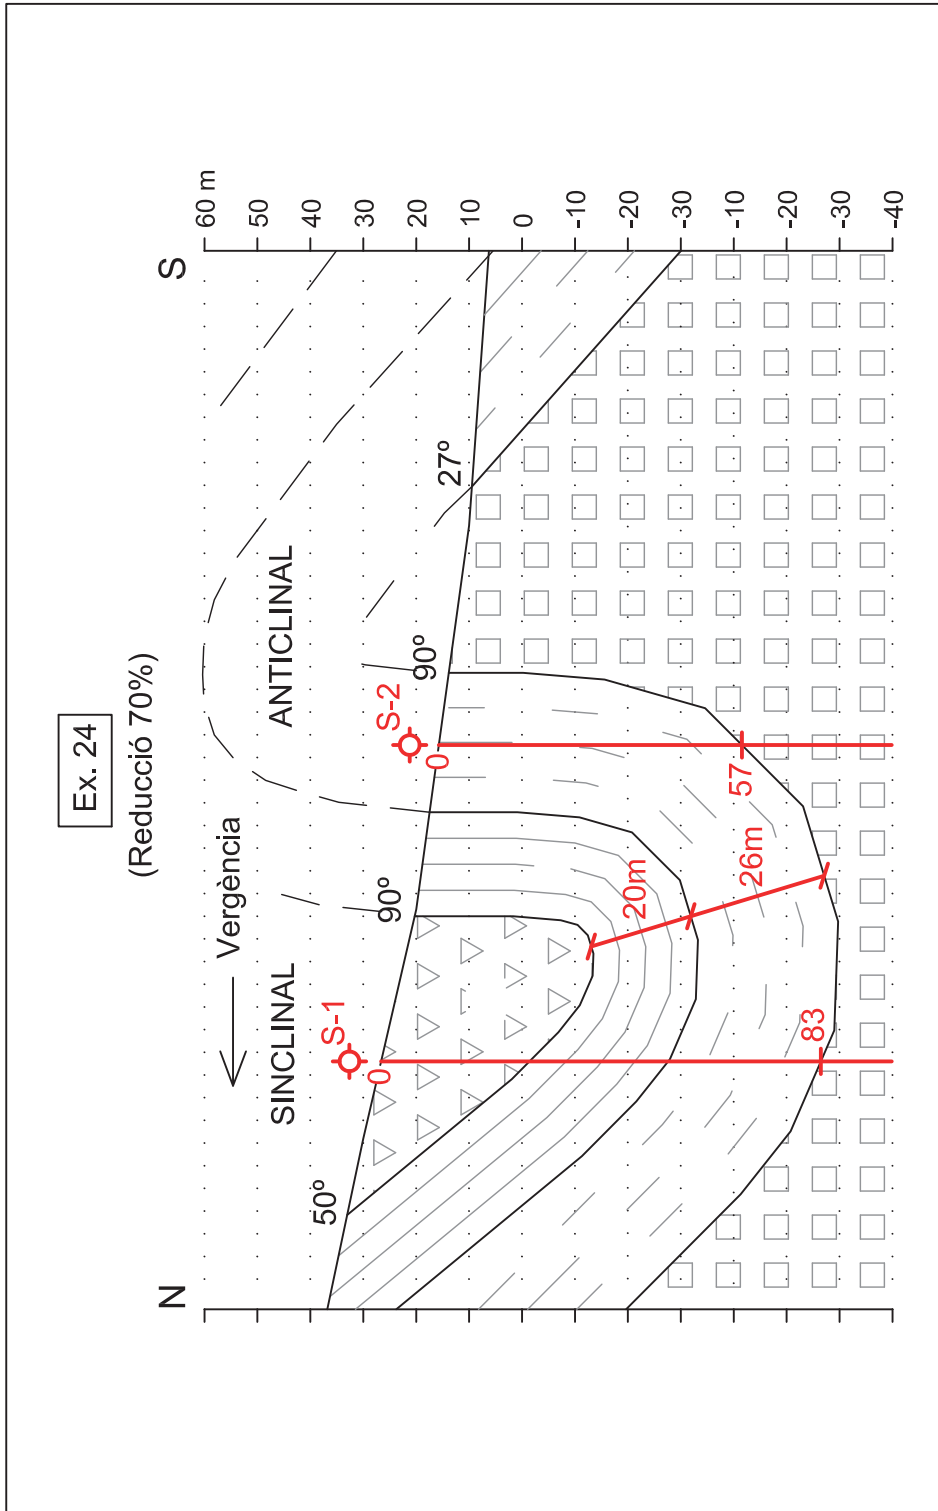 Ex. 24
(Reducció 70%)
N
S
Vergència
SINCLINAL
ANTICLINAL
S-1
S-2
0
0
50º
90º
90º
27º
20m
26m
57
83
60 m
50
40
30
20
10
0
-10
-20
-30
-10
-20
-30
-40